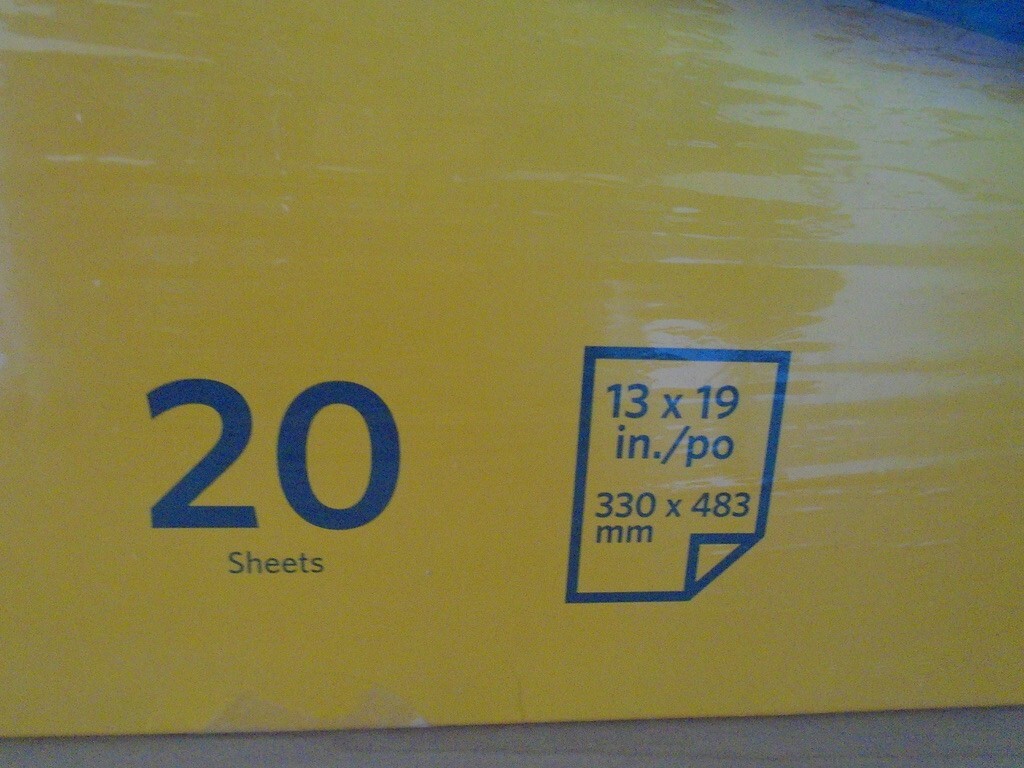 20
Sheets
13 x 19
in./po
330 x 483
mm